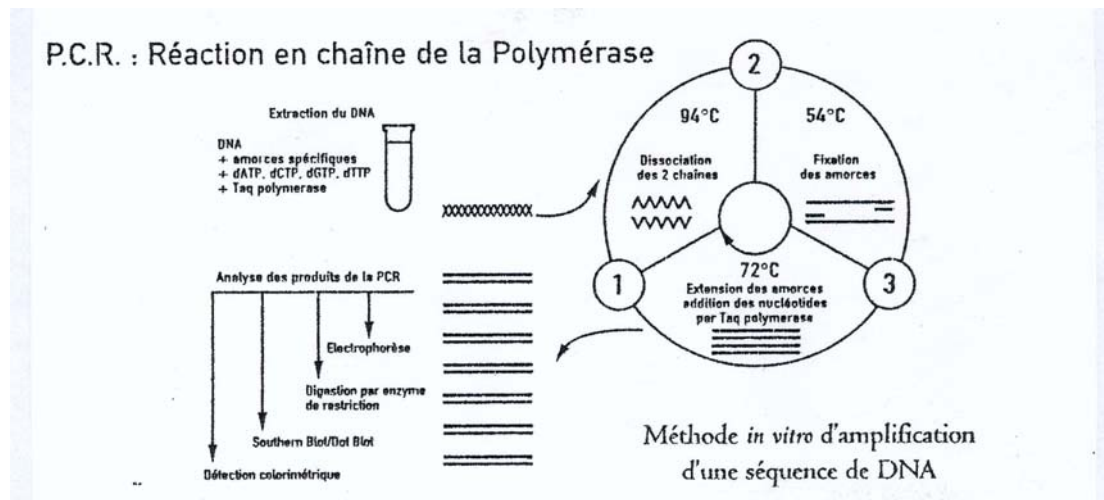 P.C.R. : Réaction en chaîne de la Polymérase
Extraction du DNA
DNA
+ amorces spécifiques
+ dATP, dCTP, dGTP, dTTP
+ Taq polymerase
2
94°C
54°C
Dissociation
des 2 chaînes
Fixation
des amorces
1
3
72°C
Extension des amorces
addition des nucléotides
par Taq polymerase
Analyse des produits de la PCR
Electrophorèse
Digestion par enzyme
de restriction
Southern Blot/Dot Blot
Détection colorimétrique
Méthode in vitro d'amplification
d'une séquence de DNA